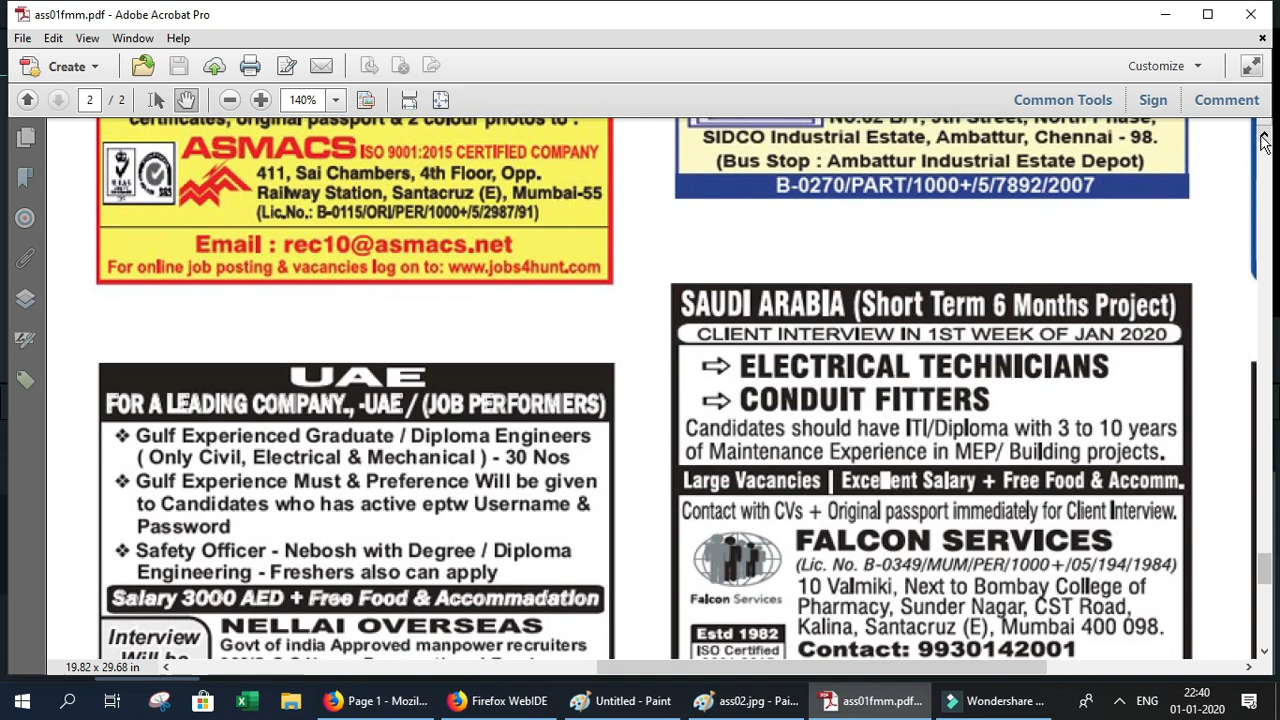 ass01fmm.pdf - Adobe Acrobat Pro
File Edit View Window Help
Create
Customize
2 / 2
140%
Common Tools Sign Comment
certificates, original passport & 2 colour photos to :
ASMACS ISO 9001:2015 CERTIFIED COMPANY
411, Sai Chambers, 4th Floor, Opp.
Railway Station, Santacruz (E), Mumbai-55
(Lic.No.: B-0115/ORI/PER/1000+/5/2987/91)
Email : rec10@asmacs.net
For online job posting & vacancies log on to: www.jobs4hunt.com
UAE
FOR A LEADING COMPANY., -UAE / (JOB PERFORMERS)
❖ Gulf Experienced Graduate / Diploma Engineers
( Only Civil, Electrical & Mechanical ) - 30 Nos
❖ Gulf Experience Must & Preference Will be given
to Candidates who has active eptw Username &
Password
❖ Safety Officer - Nebosh with Degree / Diploma
Engineering - Freshers also can apply
Salary 3000 AED + Free Food & Accommadation
Interview
Will be
NELLAI OVERSEAS
Govt of india Approved manpower recruiters
SIDCO Industrial Estate, Ambattur, Chennai - 98.
(Bus Stop : Ambattur Industrial Estate Depot)
B-0270/PART/1000+/5/7892/2007
SAUDI ARABIA (Short Term 6 Months Project)
CLIENT INTERVIEW IN 1ST WEEK OF JAN 2020
⇨ ELECTRICAL TECHNICIANS
⇨ CONDUIT FITTERS
Candidates should have ITI/Diploma with 3 to 10 years
of Maintenance Experience in MEP/ Building projects.
Large Vacancies | Excellent Salary + Free Food & Accomm.
Contact with CVs + Original passport immediately for Client Interview.
Falcon Services
FALCON SERVICES
(Lic. No. B-0349/MUM/PER/1000+/05/194/1984)
10 Valmiki, Next to Bombay College of
Pharmacy, Sunder Nagar, CST Road,
Kalina, Santacruz (E), Mumbai 400 098.
Estd 1982
ISO Certified
Contact: 9930142001
19.82 x 29.68 in
Page 1 - Mozil...
Firefox WebIDE
Untitled - Paint
ass02.jpg - Pai...
ass01fmm.pdf...
Wondershare ...
ENG
22:40
01-01-2020